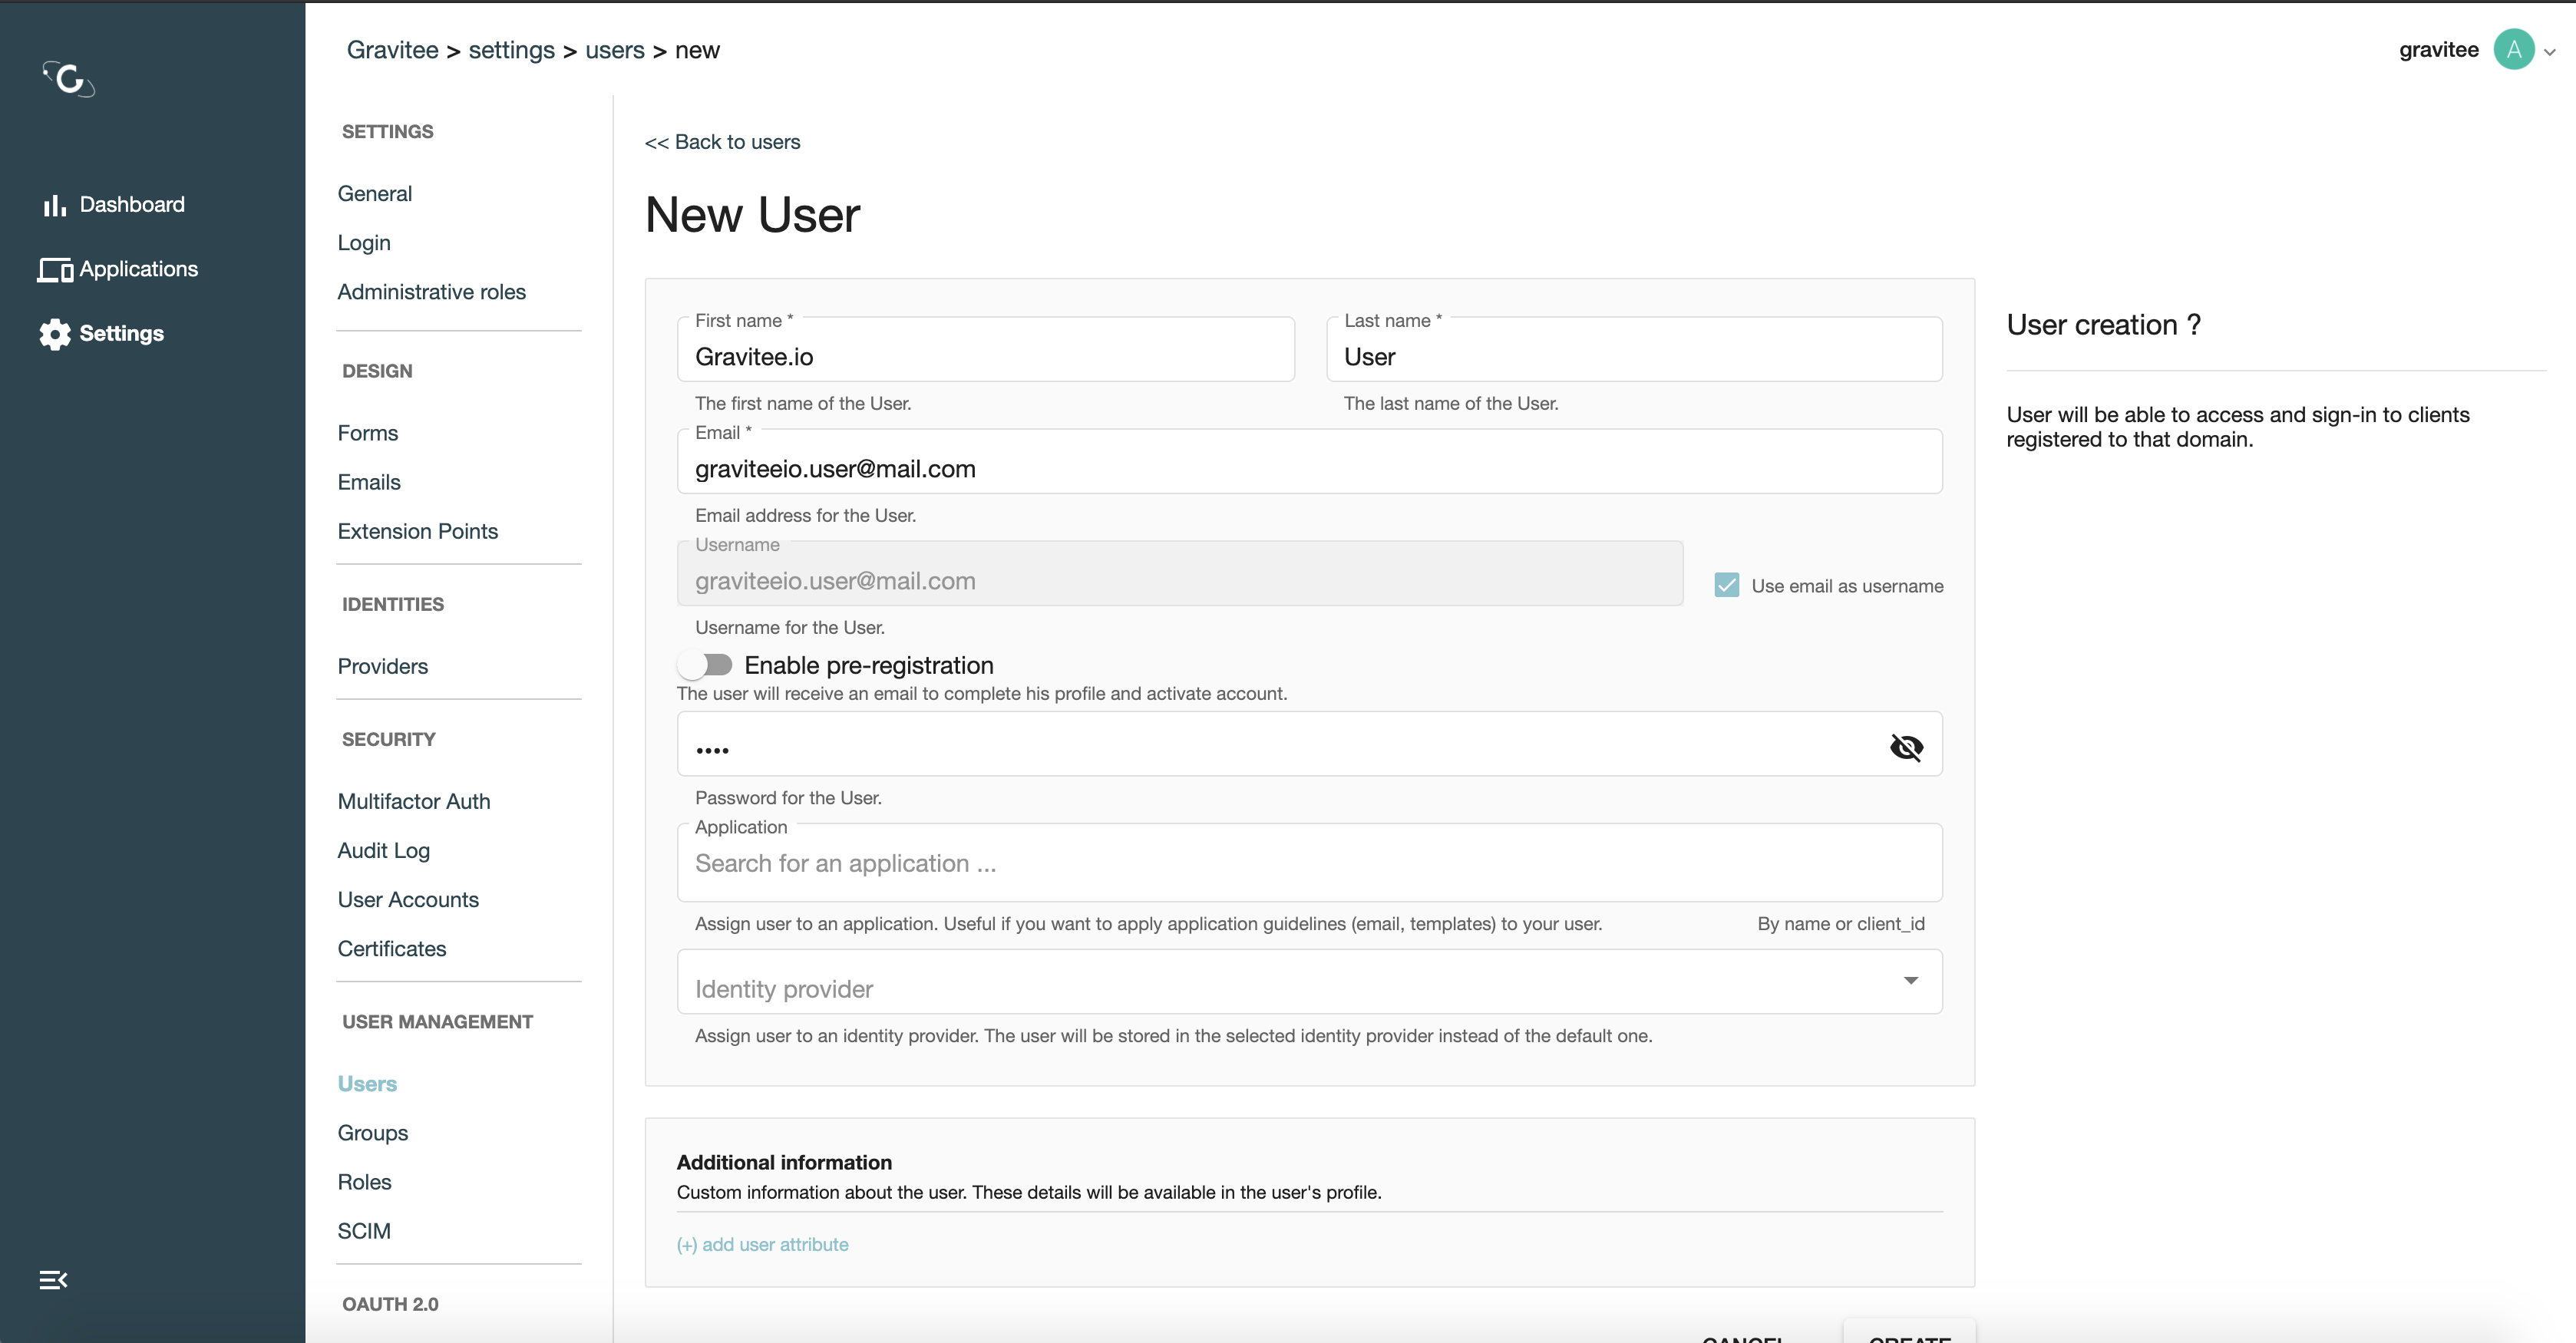 Gravitee > settings > users > new
gravitee
A
Dashboard
Applications
Settings
SETTINGS
General
Login
Administrative roles
DESIGN
Forms
Emails
Extension Points
IDENTITIES
Providers
SECURITY
Multifactor Auth
Audit Log
User Accounts
Certificates
USER MANAGEMENT
Users
Groups
Roles
SCIM
OAUTH 2.0
<< Back to users
New User
First name *
Gravitee.io
The first name of the User.
Last name *
User
The last name of the User.
Email *
graviteeio.user@mail.com
Email address for the User.
Username
graviteeio.user@mail.com
Use email as username
Username for the User.
Enable pre-registration
The user will receive an email to complete his profile and activate account.
••••
Password for the User.
Application
Search for an application ...
Assign user to an application. Useful if you want to apply application guidelines (email, templates) to your user.
By name or client_id
Identity provider
Assign user to an identity provider. The user will be stored in the selected identity provider instead of the default one.
Additional information
Custom information about the user. These details will be available in the user's profile.
(+) add user attribute
CANCEL
CREATE
User creation ?
User will be able to access and sign-in to clients
registered to that domain.